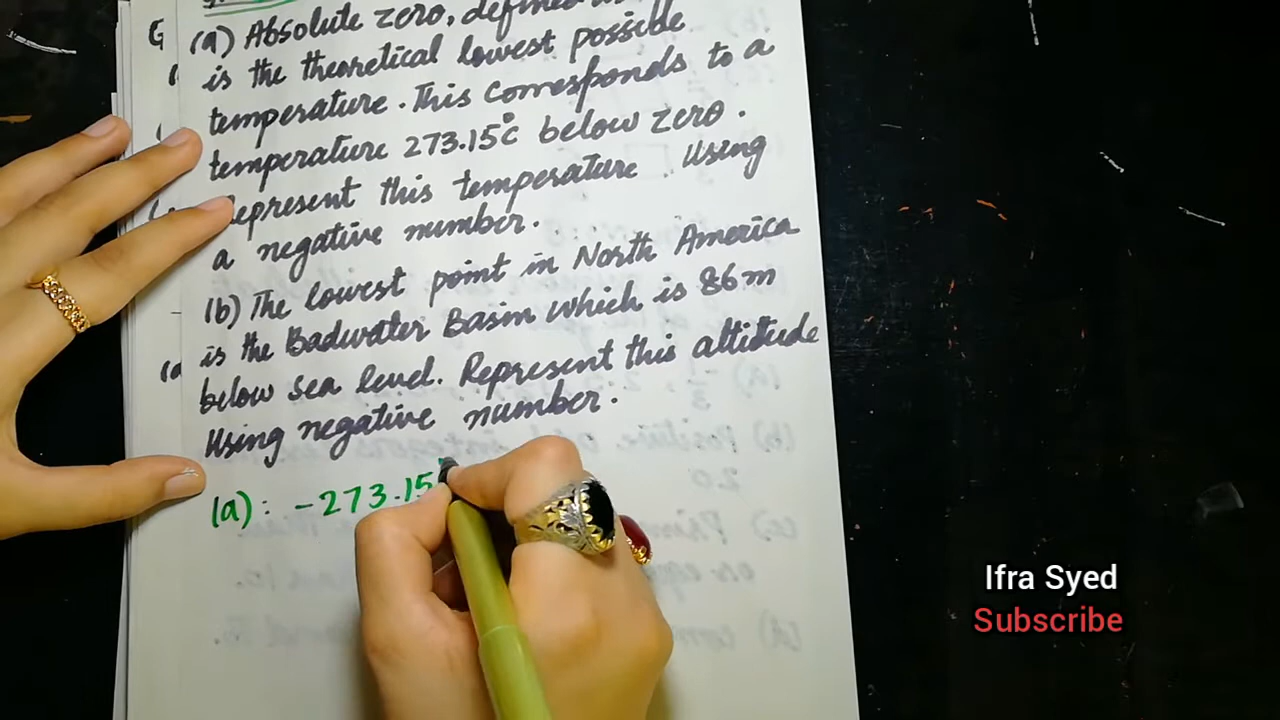 (a) Absolute zero, defined
is the theoretical lowest possible
temperature. This corresponds to a
temperature 273.15°c below zero.
Represent this temperature using
a negative number.
(b) The lowest point in North America
is the Badwater Basin which is 86m
below sea level. Represent this altitude
Using negative number.
(a): -273.15°
Ifra Syed
Subscribe